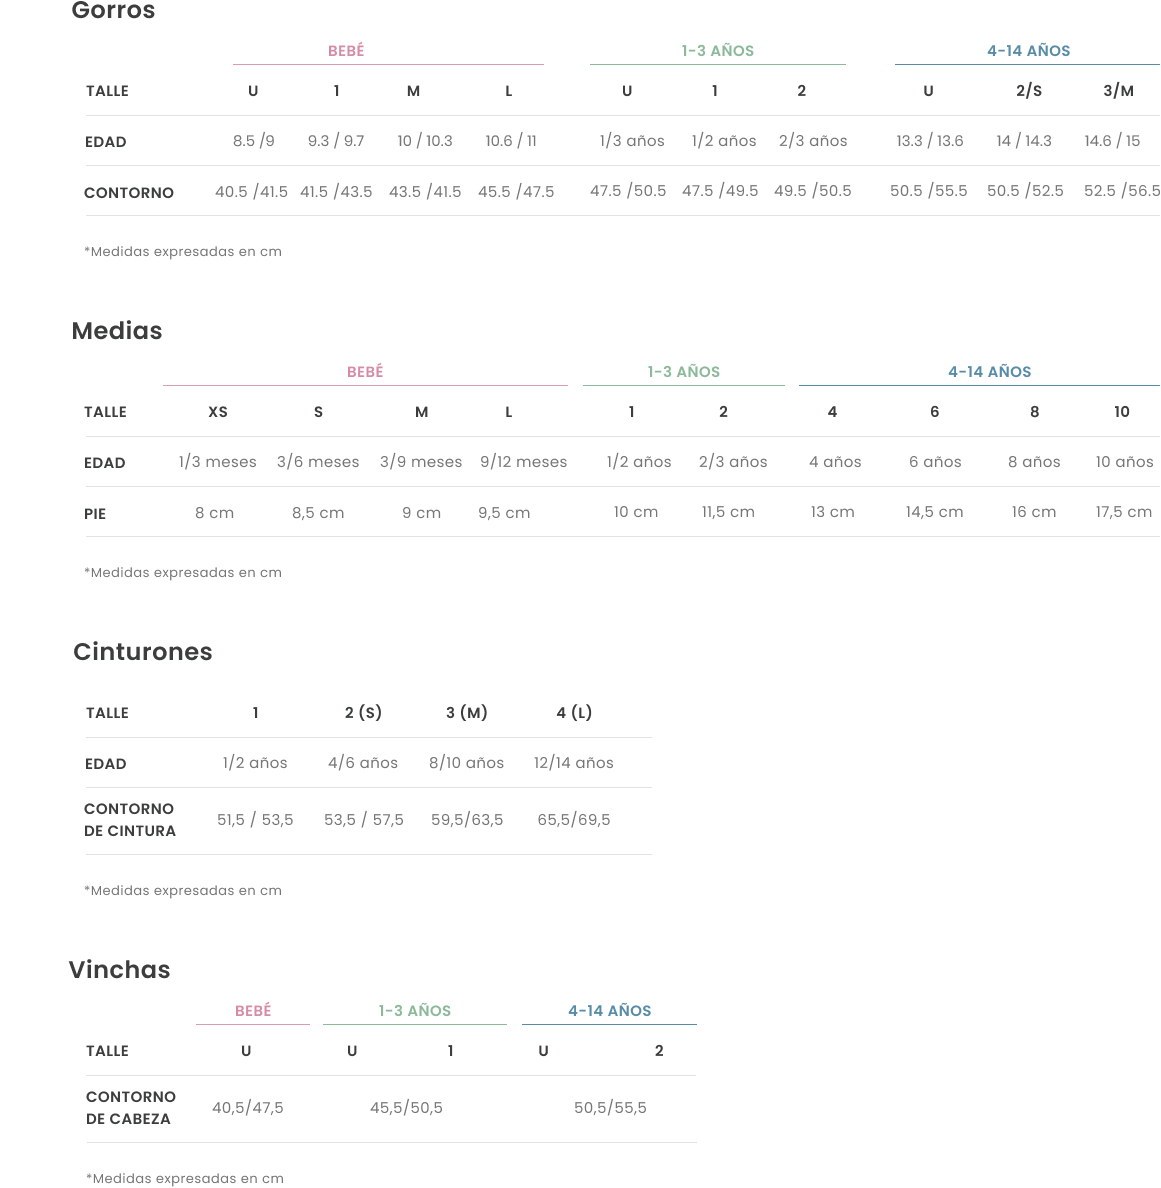 Gorros
BEBÉ 1-3 AÑOS 4-14 AÑOS
TALLE U 1 M L U 1 2 U 2/S 3/M
EDAD 8.5 /9 9.3 / 9.7 10 / 10.3 10.6 / 11 1/3 años 1/2 años 2/3 años 13.3 / 13.6 14 / 14.3 14.6 / 15
CONTORNO 40.5 /41.5 41.5 /43.5 43.5 /41.5 45.5 /47.5 47.5 /50.5 47.5 /49.5 49.5 /50.5 50.5 /55.5 50.5 /52.5 52.5 /56.5
*Medidas expresadas en cm
Medias
BEBÉ 1-3 AÑOS 4-14 AÑOS
TALLE XS S M L 1 2 4 6 8 10
EDAD 1/3 meses 3/6 meses 3/9 meses 9/12 meses 1/2 años 2/3 años 4 años 6 años 8 años 10 años
PIE 8 cm 8,5 cm 9 cm 9,5 cm 10 cm 11,5 cm 13 cm 14,5 cm 16 cm 17,5 cm
*Medidas expresadas en cm
Cinturones
TALLE 1 2 (S) 3 (M) 4 (L)
EDAD 1/2 años 4/6 años 8/10 años 12/14 años
CONTORNO
DE CINTURA 51,5 / 53,5 53,5 / 57,5 59,5/63,5 65,5/69,5
*Medidas expresadas en cm
Vinchas
BEBÉ 1-3 AÑOS 4-14 AÑOS
TALLE U U 1 U 2
CONTORNO
DE CABEZA 40,5/47,5 45,5/50,5 50,5/55,5
*Medidas expresadas en cm